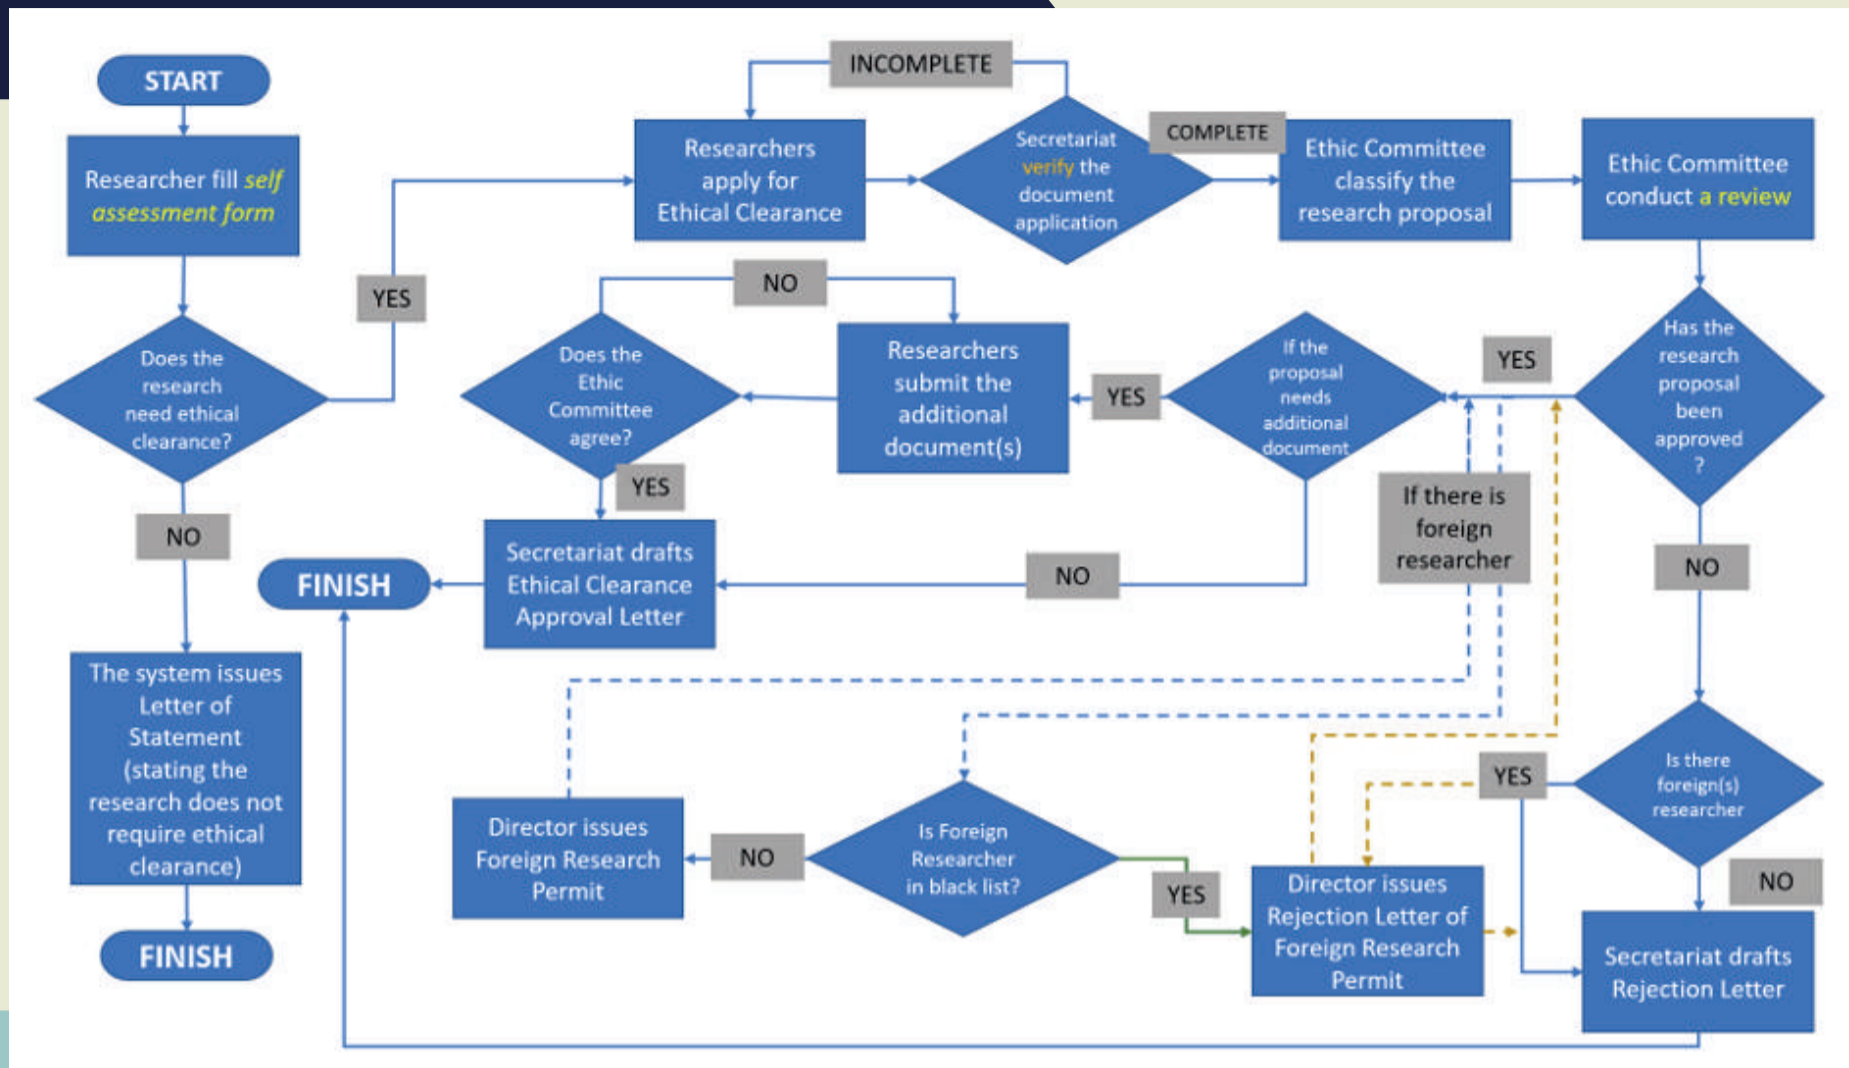 START
Researcher fill self
assessment form
Does the
research
need ethical
clearance?
NO
The system issues
Letter of
Statement
(stating the
research does not
require ethical
clearance)
FINISH
YES
INCOMPLETE
Researchers
apply for
Ethical Clearance
Secretariat
verify the
document
application
COMPLETE
Ethic Committee
classify the
research proposal
Ethic Committee
conduct a review
Has the
research
proposal
been
approved
?
YES
If the
proposal
needs
additional
document
YES
Researchers
submit the
additional
document(s)
NO
Does the
Ethic
Committee
agree?
YES
Secretariat drafts
Ethical Clearance
Approval Letter
FINISH
NO
If there is
foreign
researcher
NO
Is there
foreign(s)
researcher
YES
NO
Secretariat drafts
Rejection Letter
Is Foreign
Researcher
in black list?
NO
Director issues
Foreign Research
Permit
YES
Director issues
Rejection Letter of
Foreign Research
Permit